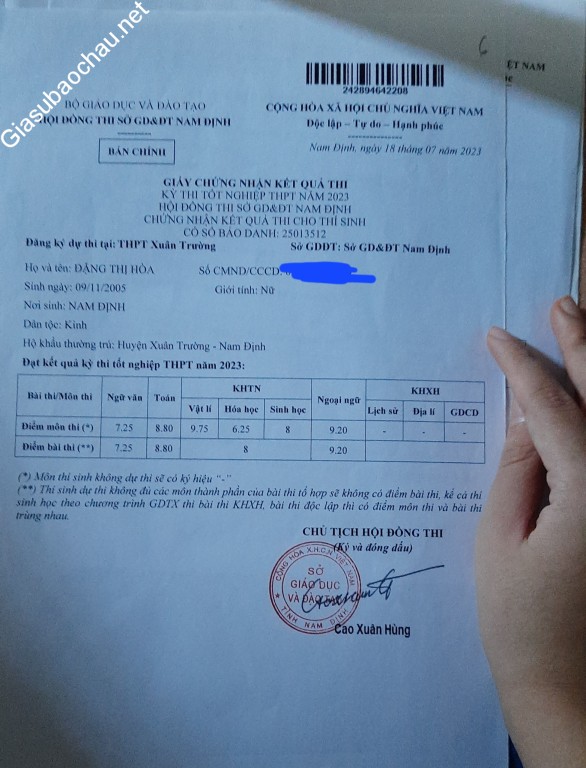 Giasubaochau.net
6
242894642208
ỆT NAM
BỘ GIÁO DỤC VÀ ĐÀO TẠO
CỘNG HÒA XÃ HỘI CHỦ NGHĨA VIỆT NAM
HỘI ĐỒNG THI SỞ GD&ĐT NAM ĐỊNH
Độc lập – Tự do – Hạnh phúc
BẢN CHÍNH
Nam Định, ngày 18 tháng 07 năm 2023
GIẤY CHỨNG NHẬN KẾT QUẢ THI
KỲ THI TỐT NGHIỆP THPT NĂM 2023
HỘI ĐỒNG THI SỞ GD&ĐT NAM ĐỊNH
CHỨNG NHẬN KẾT QUẢ THI CHO THÍ SINH
CÓ SỐ BÁO DANH: 25013512
Đăng ký dự thi tại: THPT Xuân Trường Sở GDĐT: Sở GD&ĐT Nam Định
Họ và tên: ĐẶNG THỊ HÒA Số CMND/CCCD:
Sinh ngày: 09/11/2005 Giới tính: Nữ
Nơi sinh: NAM ĐỊNH
Dân tộc: Kinh
Hộ khẩu thường trú: Huyện Xuân Trường - Nam Định
Đạt kết quả kỳ thi tốt nghiệp THPT năm 2023:
Bài thi/Môn thi Ngữ văn Toán KHTN Ngoại ngữ KHXH
Vật lí Hóa học Sinh học Lịch sử Địa lí GDCD
Điểm môn thi (*) 7.25 8.80 9.75 6.25 8 9.20 - - -
Điểm bài thi (**) 7.25 8.80 8 9.20
(*) Môn thí sinh không dự thi sẽ có ký hiệu "-"
(**) Thí sinh dự thi không đủ các môn thành phần của bài thi tổ hợp sẽ không có điểm bài thi, kể cả thí
sinh học theo chương trình GDTX thi bài thi KHXH, bài thi độc lập thì có điểm môn thi và bài thi
trùng nhau.
CHỦ TỊCH HỘI ĐỒNG THI
(Ký và đóng dấu)
CỘNG HÒA X.H.C.N VIỆT NAM
SỞ
GIÁO DỤC
VÀ ĐÀO TẠO
TỈNH NAM ĐỊNH
Cao Xuân Hùng